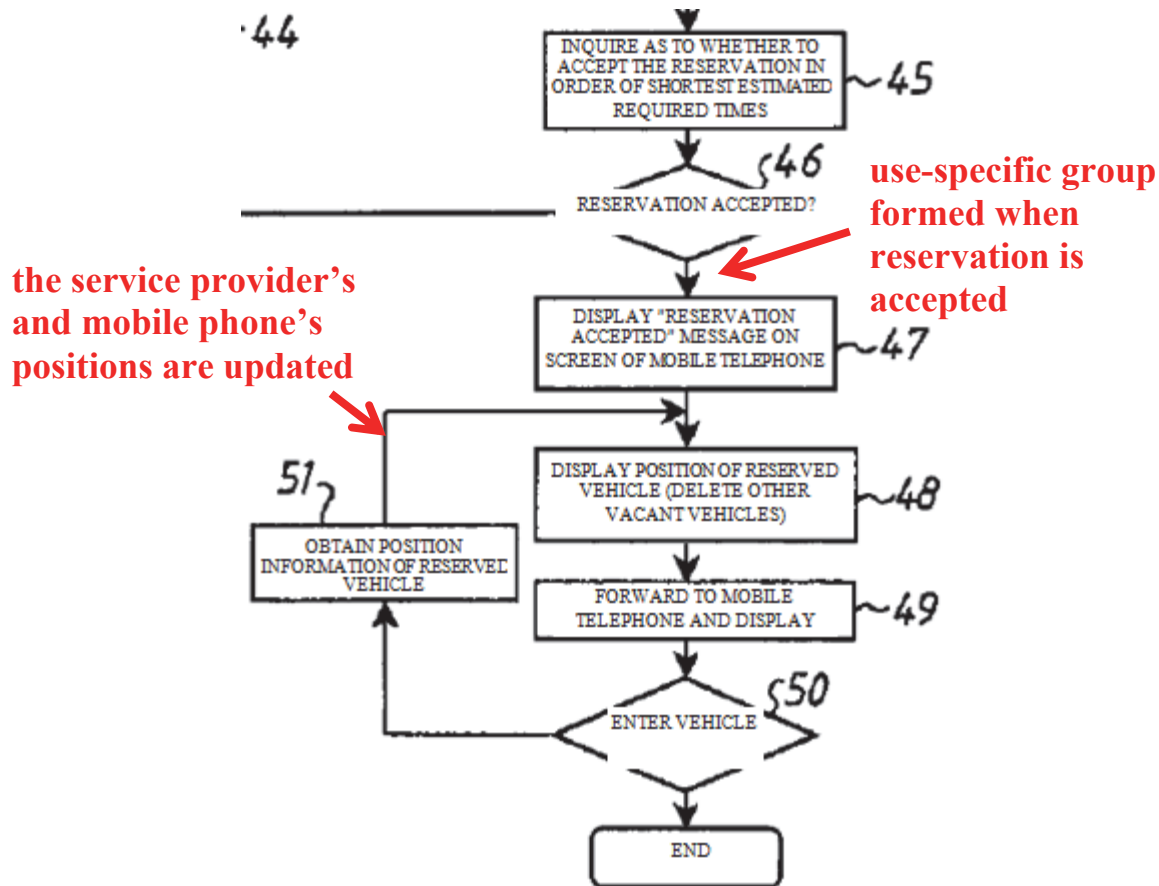 44
INQUIRE AS TO WHETHER TO
ACCEPT THE RESERVATION IN
ORDER OF SHORTEST ESTIMATED
REQUIRED TIMES
45
46
RESERVATION ACCEPTED?
use-specific group
formed when
reservation is
accepted
the service provider’s
and mobile phone’s
positions are updated
DISPLAY "RESERVATION
ACCEPTED" MESSAGE ON
SCREEN OF MOBILE TELEPHONE
47
DISPLAY POSITION OF RESERVED
VEHICLE (DELETE OTHER
VACANT VEHICLES)
48
51
OBTAIN POSITION
INFORMATION OF RESERVED
VEHICLE
FORWARD TO MOBILE
TELEPHONE AND DISPLAY
49
50
ENTER VEHICLE
END